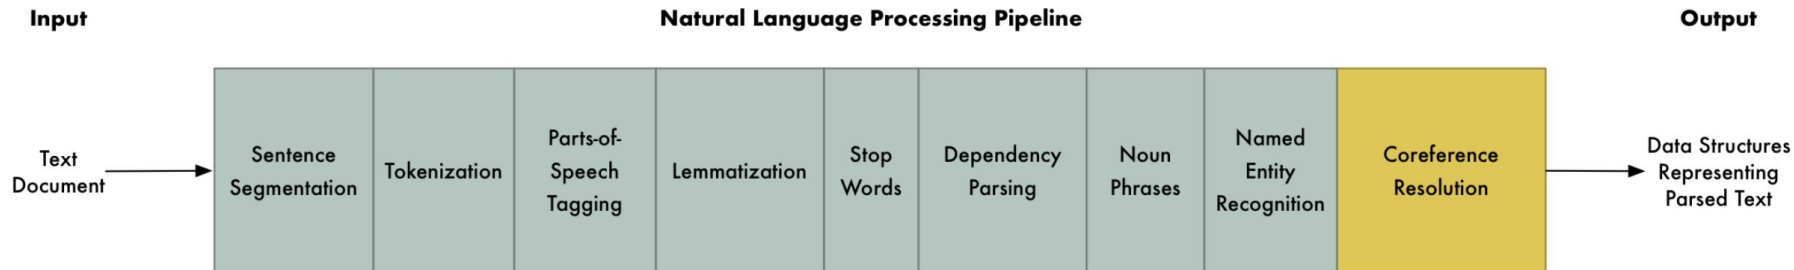 Input
Natural Language Processing Pipeline
Output
Text
Document
Sentence
Segmentation
Tokenization
Parts-of-
Speech
Tagging
Lemmatization
Stop
Words
Dependency
Parsing
Noun
Phrases
Named
Entity
Recognition
Coreference
Resolution
Data Structures
Representing
Parsed Text